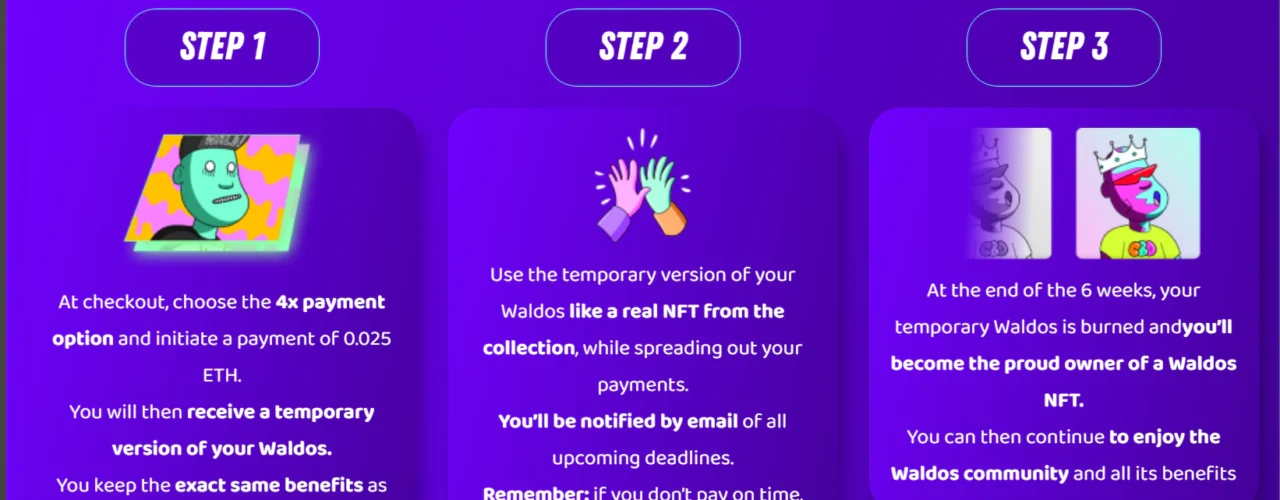 STEP 1
At checkout, choose the 4x payment
option and initiate a payment of 0.025
ETH.
You will then receive a temporary
version of your Waldos.
You keep the exact same benefits as
STEP 2
Use the temporary version of your
Waldos like a real NFT from the
collection, while spreading out your
payments.
You'll be notified by email of all
upcoming deadlines.
Remember: if you don't pay on time,
STEP 3
At the end of the 6 weeks, your
temporary Waldos is burned andyou'll
become the proud owner of a Waldos
NFT.
You can then continue to enjoy the
Waldos community and all its benefits